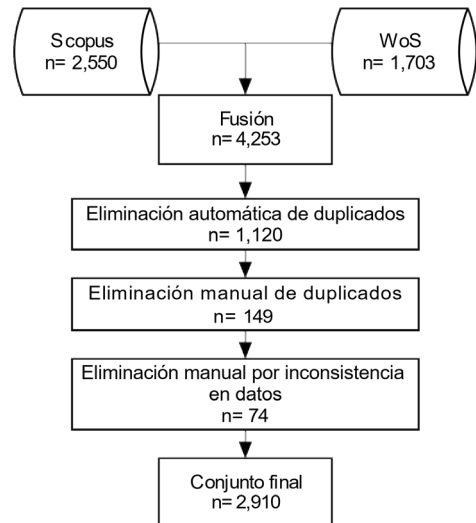 Scopus
n= 2,550
WoS
n= 1,703
Fusión
n= 4,253
Eliminación automática de duplicados
n= 1,120
Eliminación manual de duplicados
n= 149
Eliminación manual por inconsistencia
en datos
n= 74
Conjunto final
n= 2,910